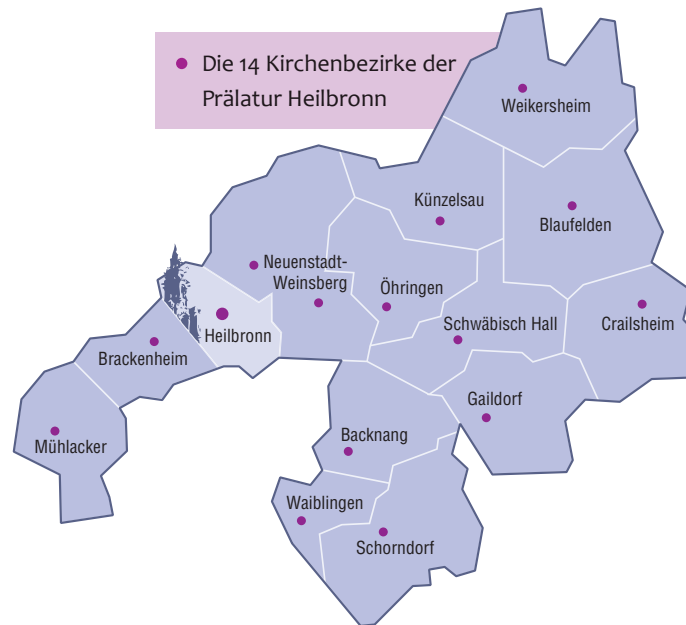 Die 14 Kirchenbezirke der
Prälatur Heilbronn
Weikersheim
Künzelsau
Blaufelden
Neuenstadt-
Weinsberg
Öhringen
Heilbronn
Schwäbisch Hall
Crailsheim
Brackenheim
Gaildorf
Mühlacker
Backnang
Waiblingen
Schorndorf